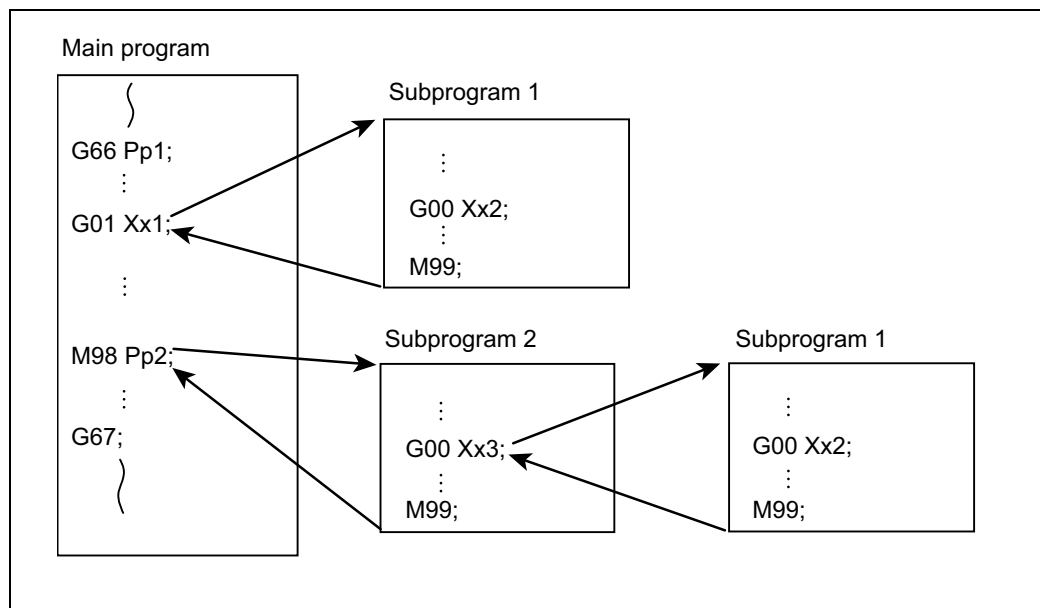 Main program
G66 Pp1;
⋮
G01 Xx1;
⋮
M98 Pp2;
⋮
G67;
Subprogram 1
⋮
G00 Xx2;
⋮
M99;
Subprogram 2
⋮
G00 Xx3;
⋮
M99;
Subprogram 1
⋮
G00 Xx2;
⋮
M99;